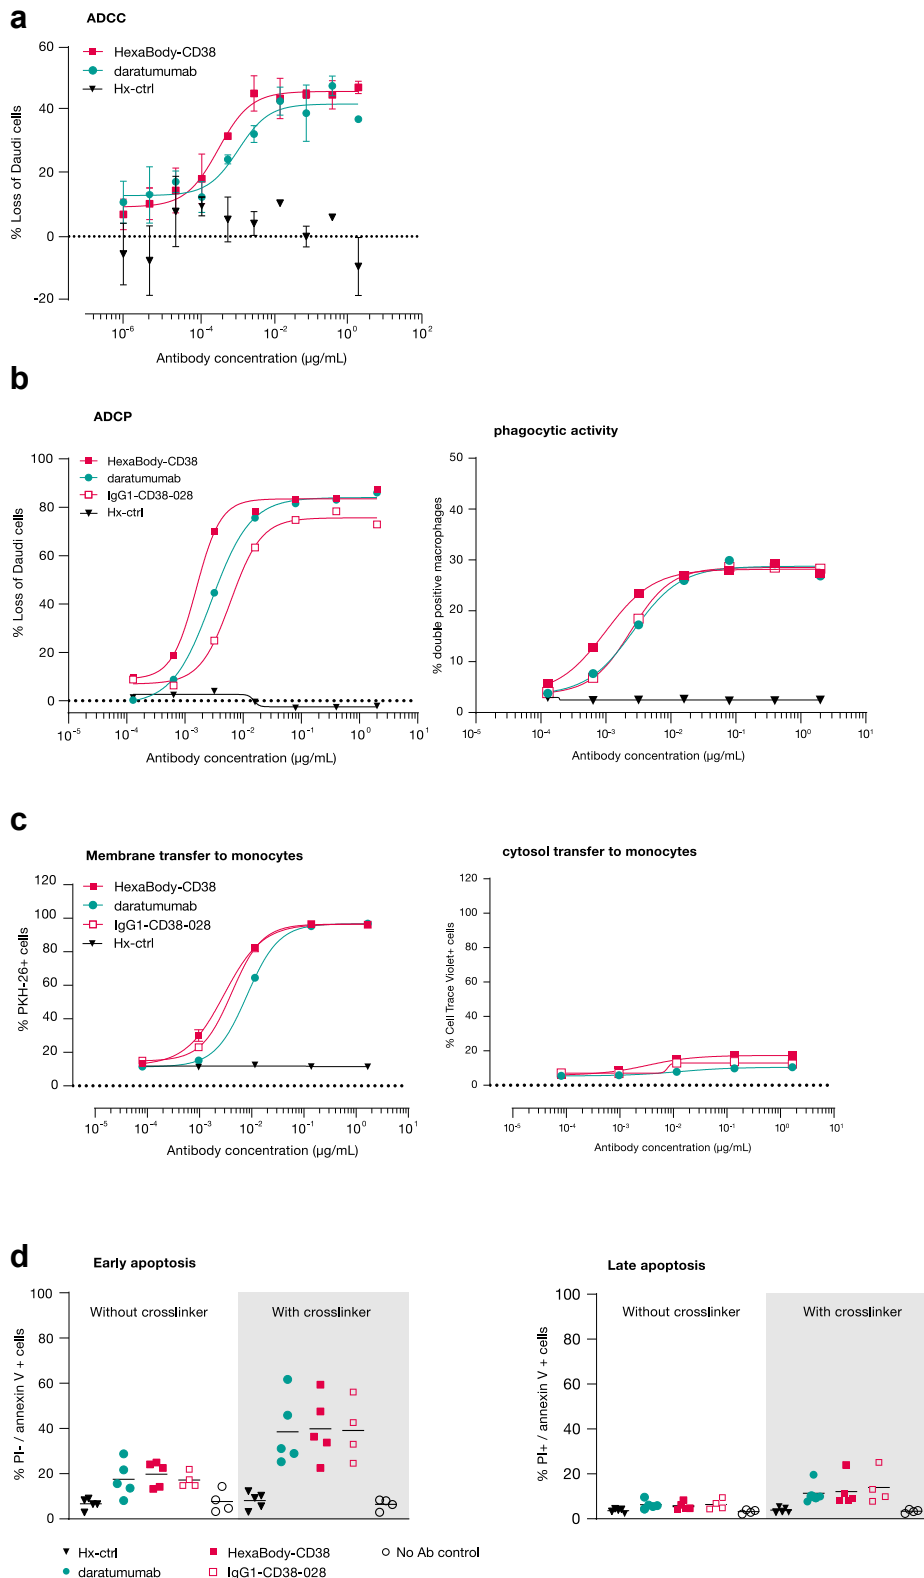 a
ADCC
HexaBody-CD38
daratumumab
Hx-ctrl
% Loss of Daudi cells
60
40
20
0
-20
10⁻⁶ 10⁻⁴ 10⁻² 10⁰ 10²
Antibody concentration (µg/mL)
b
ADCP
HexaBody-CD38
daratumumab
IgG1-CD38-028
Hx-ctrl
% Loss of Daudi cells
100
80
60
40
20
0
10⁻⁵ 10⁻⁴ 10⁻³ 10⁻² 10⁻¹ 10⁰ 10¹
Antibody concentration (µg/mL)
phagocytic activity
% double positive macrophages
50
40
30
20
10
0
10⁻⁵ 10⁻⁴ 10⁻³ 10⁻² 10⁻¹ 10⁰ 10¹
Antibody concentration (µg/mL)
c
Membrane transfer to monocytes
HexaBody-CD38
daratumumab
IgG1-CD38-028
Hx-ctrl
% PKH-26+ cells
120
100
80
60
40
20
0
10⁻⁵ 10⁻⁴ 10⁻³ 10⁻² 10⁻¹ 10⁰ 10¹
Antibody concentration (µg/mL)
cytosol transfer to monocytes
% Cell Trace Violet+ cells
120
100
80
60
40
20
0
10⁻⁵ 10⁻⁴ 10⁻³ 10⁻² 10⁻¹ 10⁰ 10¹
Antibody concentration (µg/mL)
d
Early apoptosis
Without crosslinker With crosslinker
% PI- / annexin V + cells
100
80
60
40
20
0
Late apoptosis
Without crosslinker With crosslinker
% PI+ / annexin V + cells
100
80
60
40
20
0
Hx-ctrl HexaBody-CD38 No Ab control
daratumumab IgG1-CD38-028